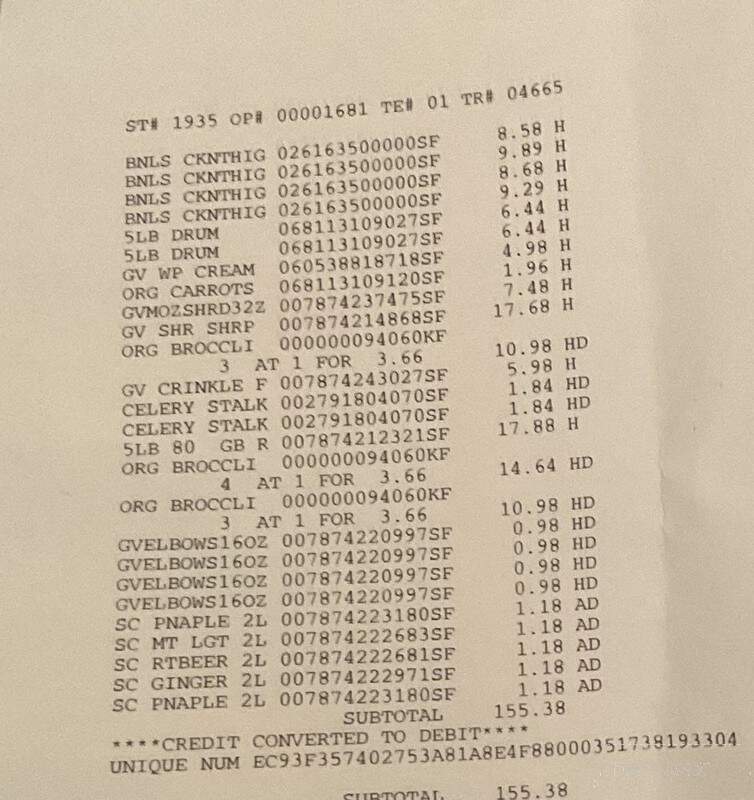 ST# 1935 OP# 00001681 TE# 01 TR# 04665
BNLS CKNTHIG 026163500000SF 8.58 H
BNLS CKNTHIG 026163500000SF 9.89 H
BNLS CKNTHIG 026163500000SF 8.68 H
BNLS CKNTHIG 026163500000SF 9.29 H
5LB DRUM 068113109027SF 6.44 H
5LB DRUM 068113109027SF 6.44 H
GV WP CREAM 060538818718SF 4.98 H
ORG CARROTS 068113109120SF 1.96 H
GVMOZSHRD32Z 007874237475SF 7.48 H
GV SHR SHRP 007874214868SF 17.68 H
ORG BROCCLI 000000094060KF
3 AT 1 FOR 3.66 10.98 HD
GV CRINKLE F 007874243027SF 5.98 H
CELERY STALK 002791804070SF 1.84 HD
CELERY STALK 002791804070SF 1.84 HD
5LB 80 GB R 007874212321SF 17.88 H
ORG BROCCLI 000000094060KF
4 AT 1 FOR 3.66 14.64 HD
ORG BROCCLI 000000094060KF
3 AT 1 FOR 3.66 10.98 HD
GVELBOWS16OZ 007874220997SF 0.98 HD
GVELBOWS16OZ 007874220997SF 0.98 HD
GVELBOWS16OZ 007874220997SF 0.98 HD
GVELBOWS16OZ 007874220997SF 0.98 HD
SC PNAPLE 2L 007874223180SF 1.18 AD
SC MT LGT 2L 007874222683SF 1.18 AD
SC RTBEER 2L 007874222681SF 1.18 AD
SC GINGER 2L 007874222971SF 1.18 AD
SC PNAPLE 2L 007874223180SF 1.18 AD
SUBTOTAL 155.38
****CREDIT CONVERTED TO DEBIT****
UNIQUE NUM EC93F357402753A81A8E4F88000351738193304
SUBTOTAL 155.38